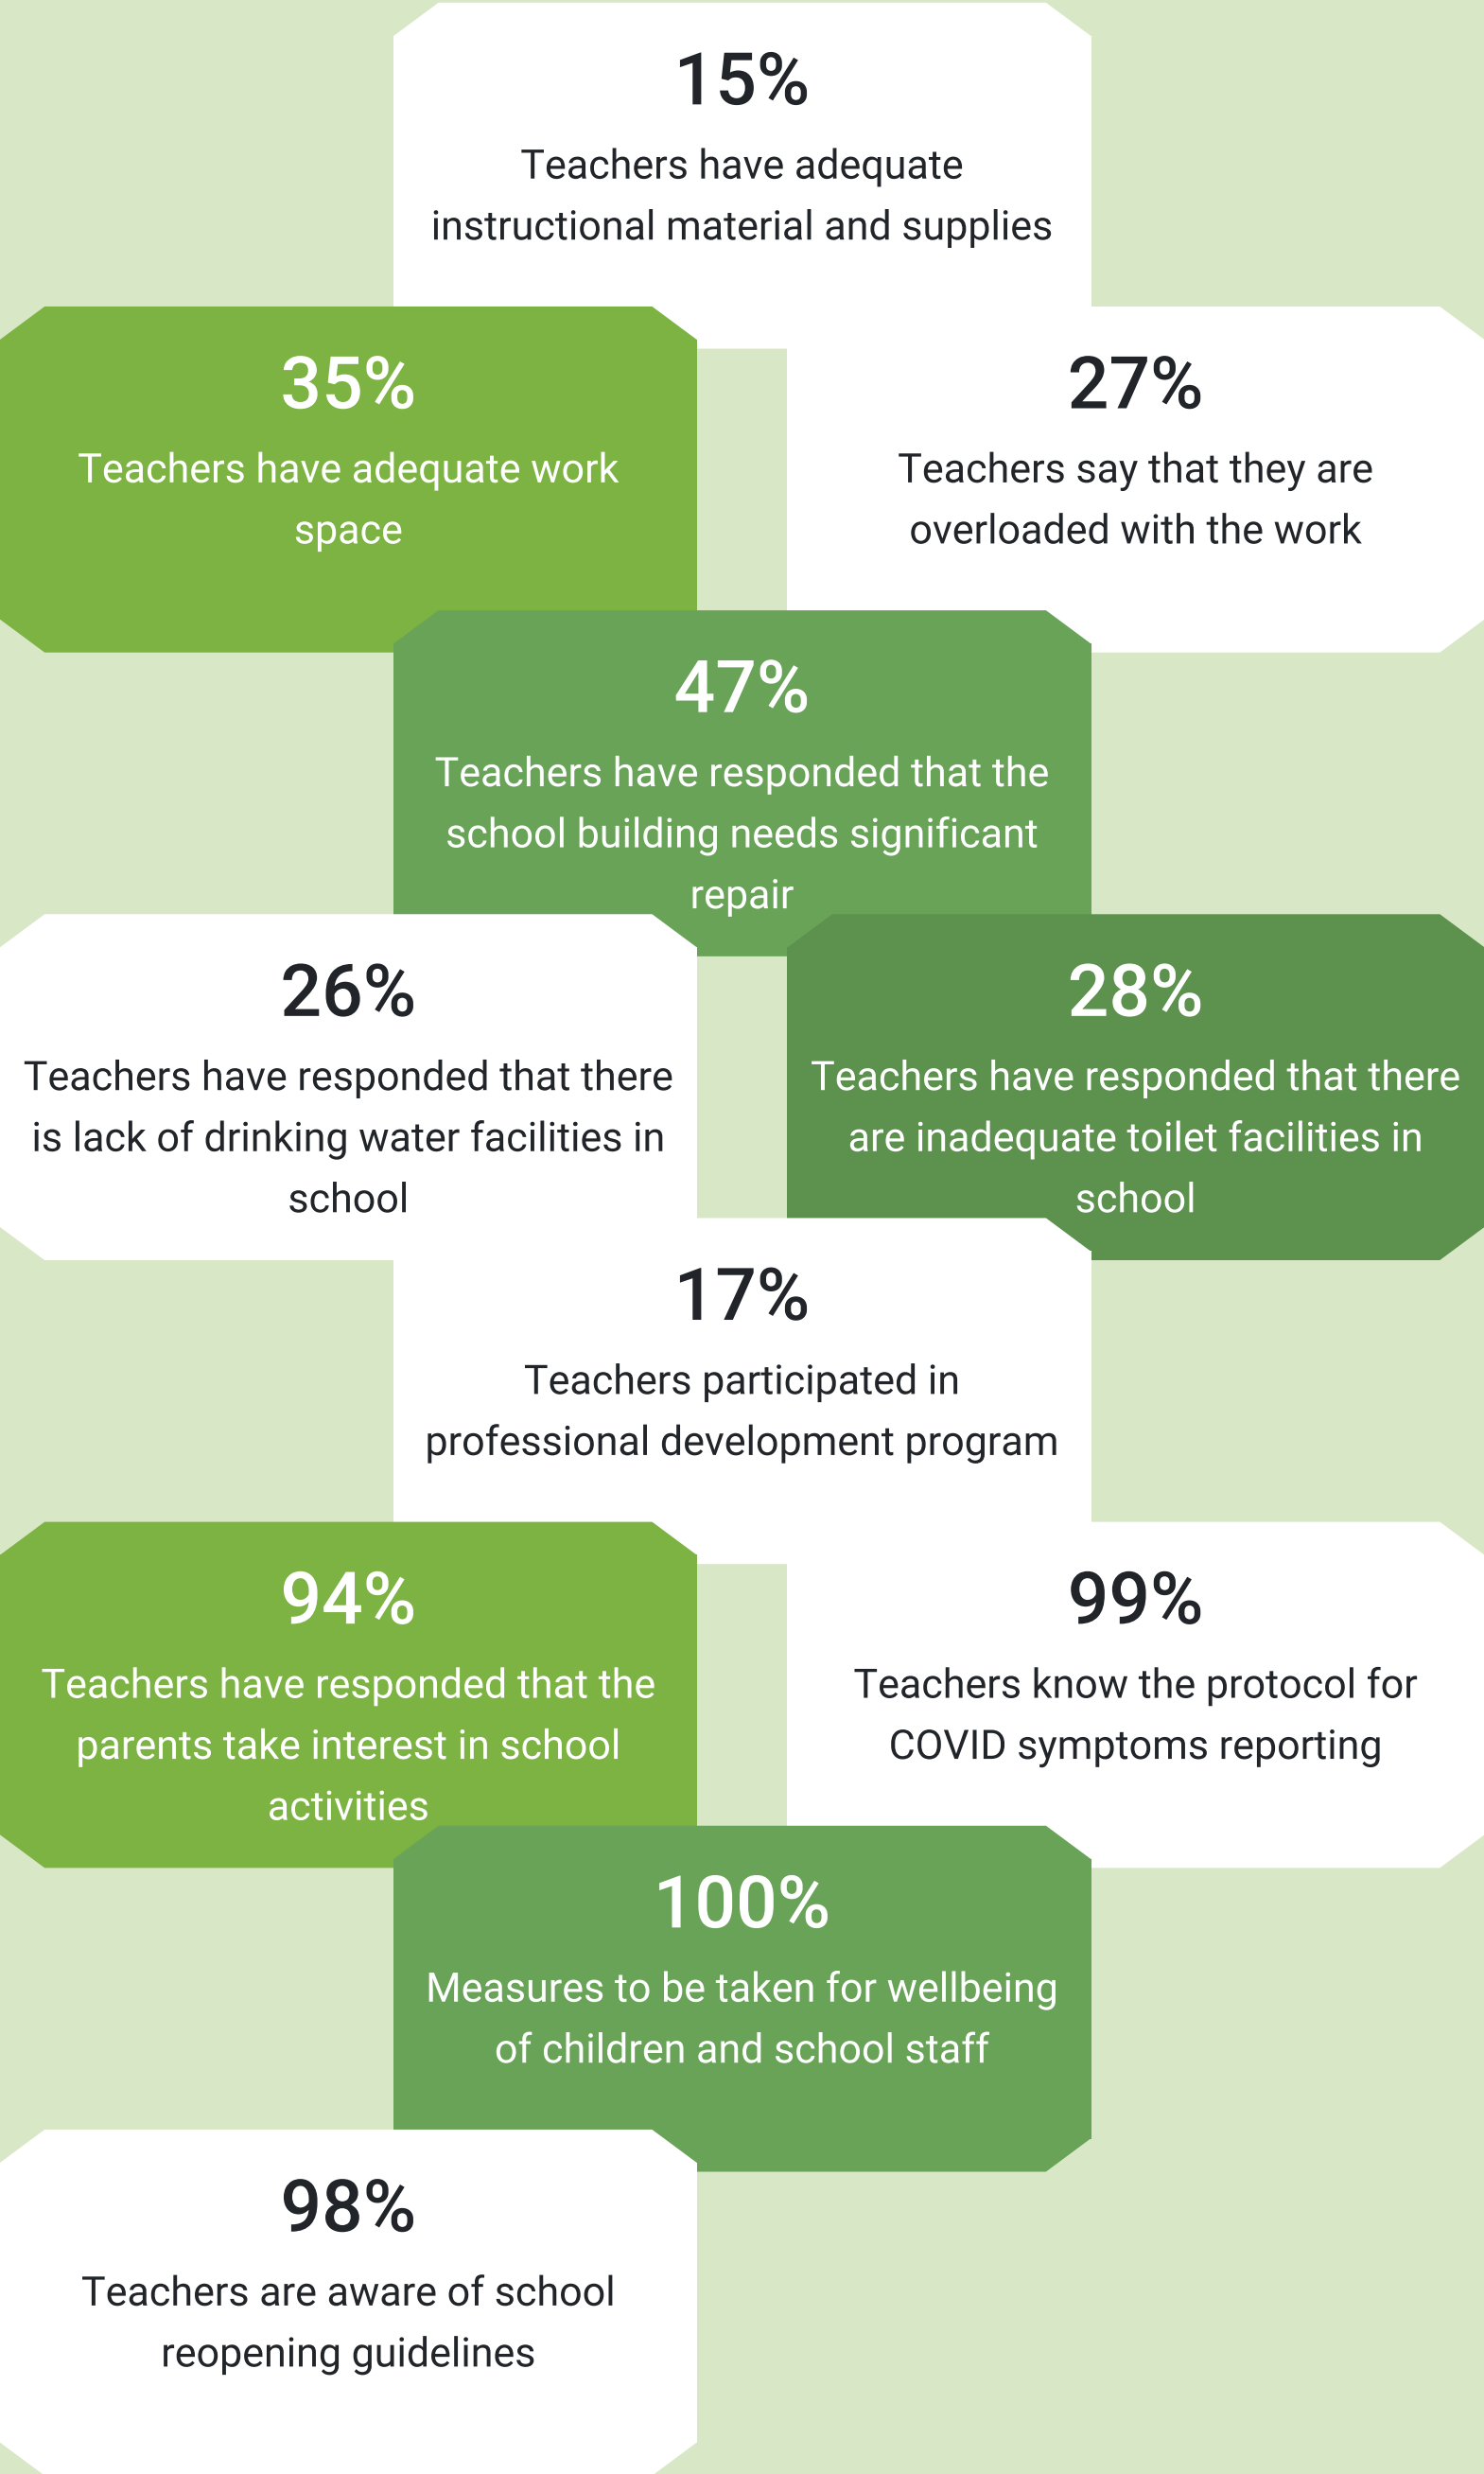 15%
Teachers have adequate
instructional material and supplies
35%
Teachers have adequate work
space
27%
Teachers say that they are
overloaded with the work
47%
Teachers have responded that the
school building needs significant
repair
26%
Teachers have responded that there
is lack of drinking water facilities in
school
28%
Teachers have responded that there
are inadequate toilet facilities in
school
17%
Teachers participated in
professional development program
94%
Teachers have responded that the
parents take interest in school
activities
99%
Teachers know the protocol for
COVID symptoms reporting
100%
Measures to be taken for wellbeing
of children and school staff
98%
Teachers are aware of school
reopening guidelines